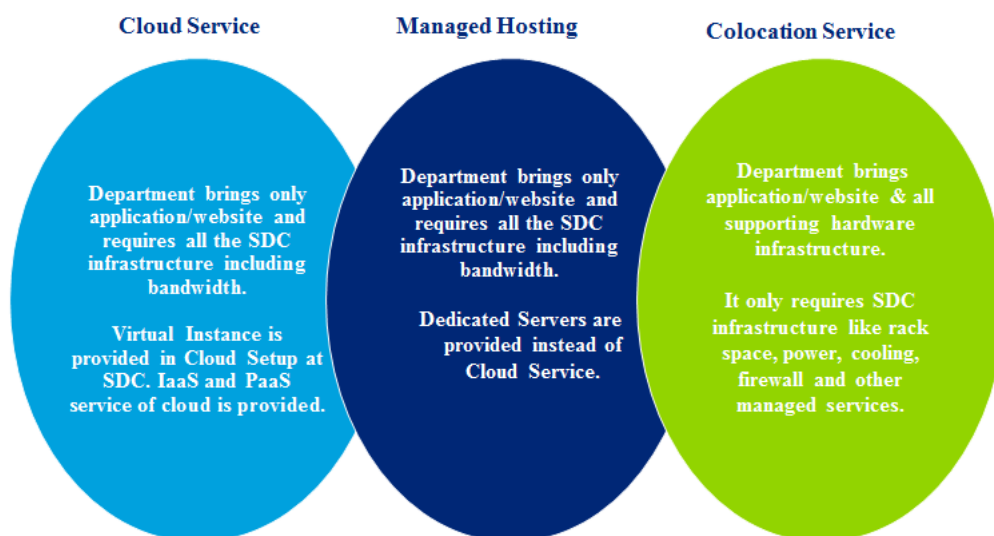 Cloud Service
Department brings only
application/website and
requires all the SDC
infrastructure including
bandwidth.
Virtual Instance is
provided in Cloud Setup at
SDC. IaaS and PaaS
service of cloud is provided.
Managed Hosting
Department brings only
application/website and
requires all the SDC
infrastructure including
bandwidth.
Dedicated Servers are
provided instead of
Cloud Service.
Colocation Service
Department brings
application/website & all
supporting hardware
infrastructure.
It only requires SDC
infrastructure like rack
space, power, cooling,
firewall and other
managed services.